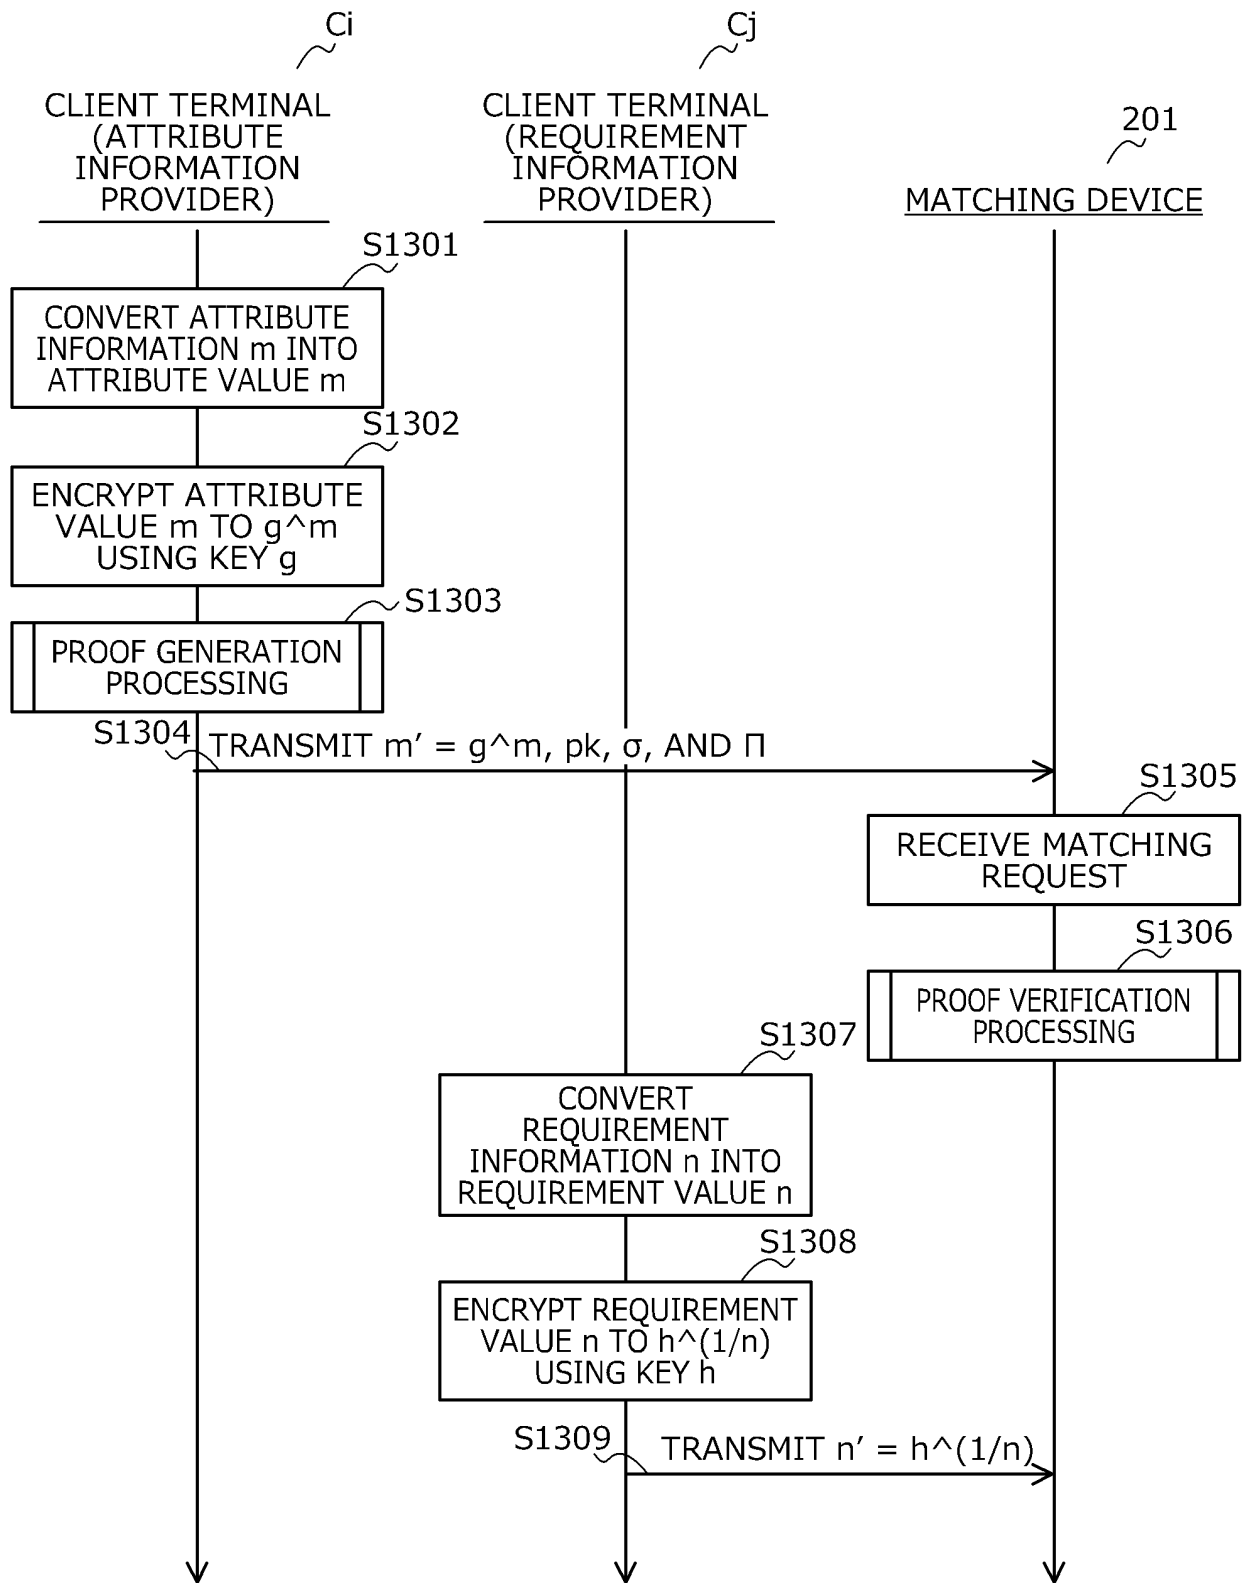 Ci
CLIENT TERMINAL
(ATTRIBUTE
INFORMATION
PROVIDER)
Cj
CLIENT TERMINAL
(REQUIREMENT
INFORMATION
PROVIDER)
201
MATCHING DEVICE
S1301
CONVERT ATTRIBUTE
INFORMATION m INTO
ATTRIBUTE VALUE m
S1302
ENCRYPT ATTRIBUTE
VALUE m TO g^m
USING KEY g
S1303
PROOF GENERATION
PROCESSING
S1304
TRANSMIT m’ = g^m, pk, σ, AND Π
S1305
RECEIVE MATCHING
REQUEST
S1306
PROOF VERIFICATION
PROCESSING
S1307
CONVERT
REQUIREMENT
INFORMATION n INTO
REQUIREMENT VALUE n
S1308
ENCRYPT REQUIREMENT
VALUE n TO h^(1/n)
USING KEY h
S1309
TRANSMIT n’ = h^(1/n)